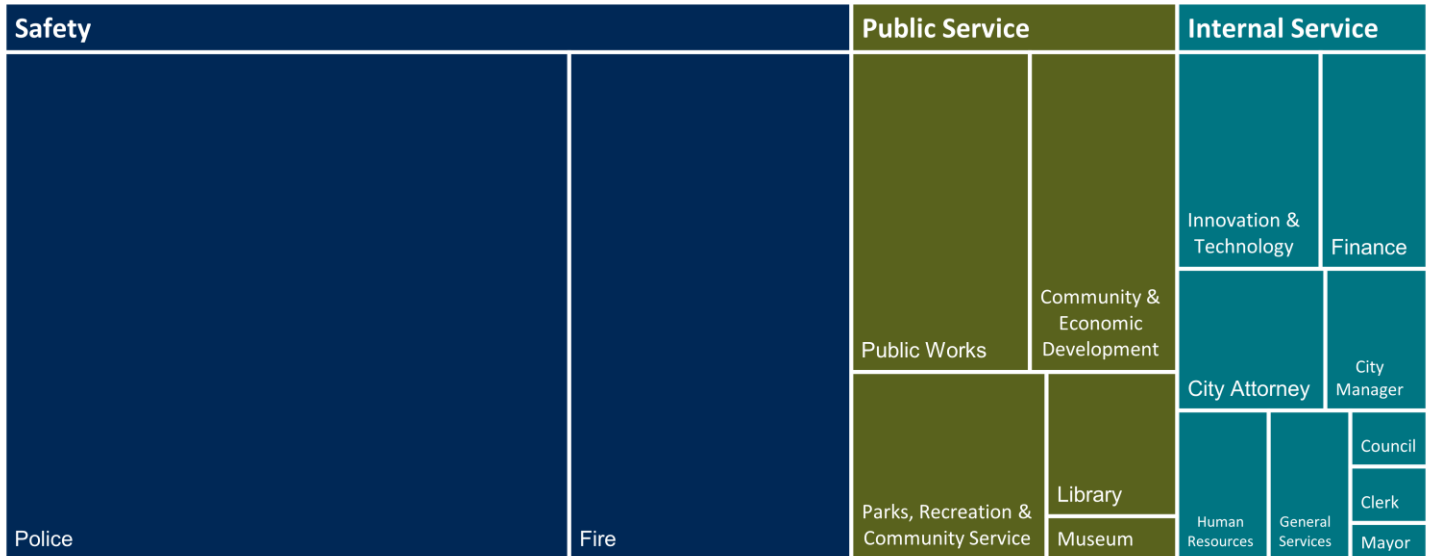 Safety
Police
Fire
Public Service
Public Works
Community &
Economic
Development
Parks, Recreation &
Community Service
Library
Museum
Internal Service
Innovation &
Technology
Finance
City Attorney
City
Manager
Human
Resources
General
Services
Council
Clerk
Mayor